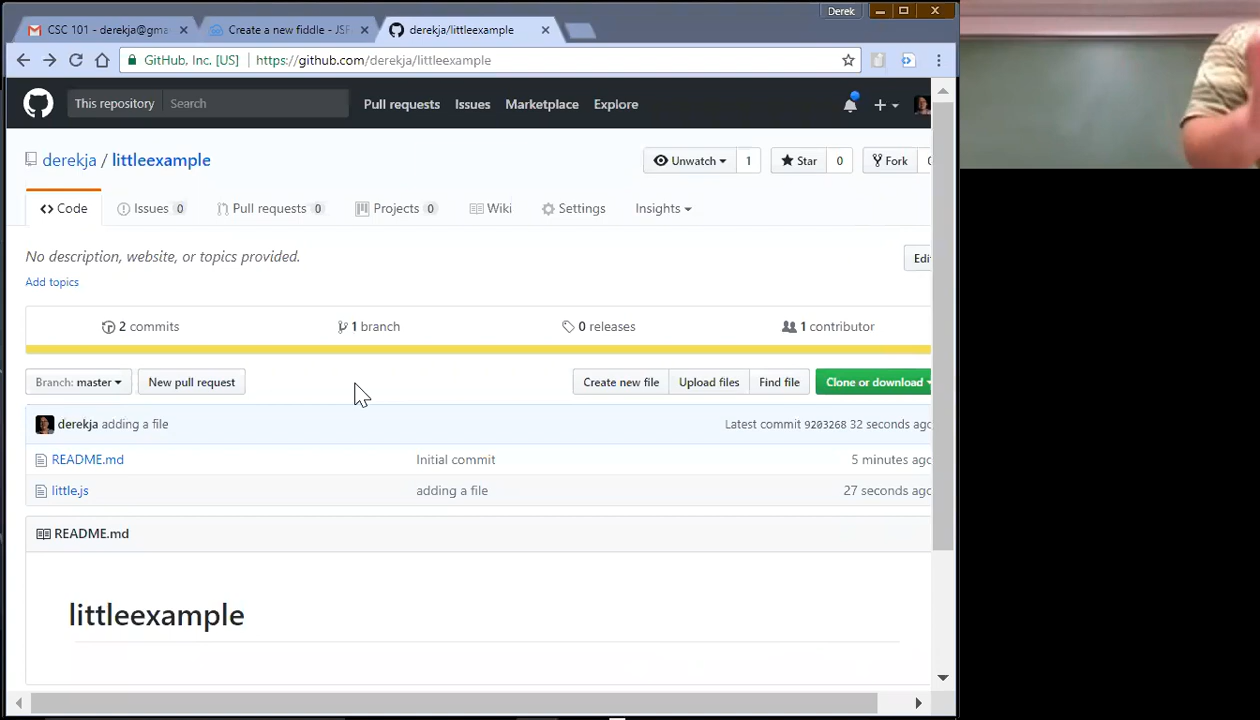 Derek
CSC 101 - derekja@gma
Create a new fiddle - JSF
derekja/littleexample
GitHub, Inc. [US] https://github.com/derekja/littleexample
This repository Search Pull requests Issues Marketplace Explore
derekja / littleexample Unwatch 1 Star 0 Fork 0
Code Issues 0 Pull requests 0 Projects 0 Wiki Settings Insights
No description, website, or topics provided. Edi
Add topics
2 commits 1 branch 0 releases 1 contributor
Branch: master New pull request Create new file Upload files Find file Clone or download
derekja adding a file Latest commit 9203268 32 seconds ago
README.md Initial commit 5 minutes ago
little.js adding a file 27 seconds ago
README.md
littleexample